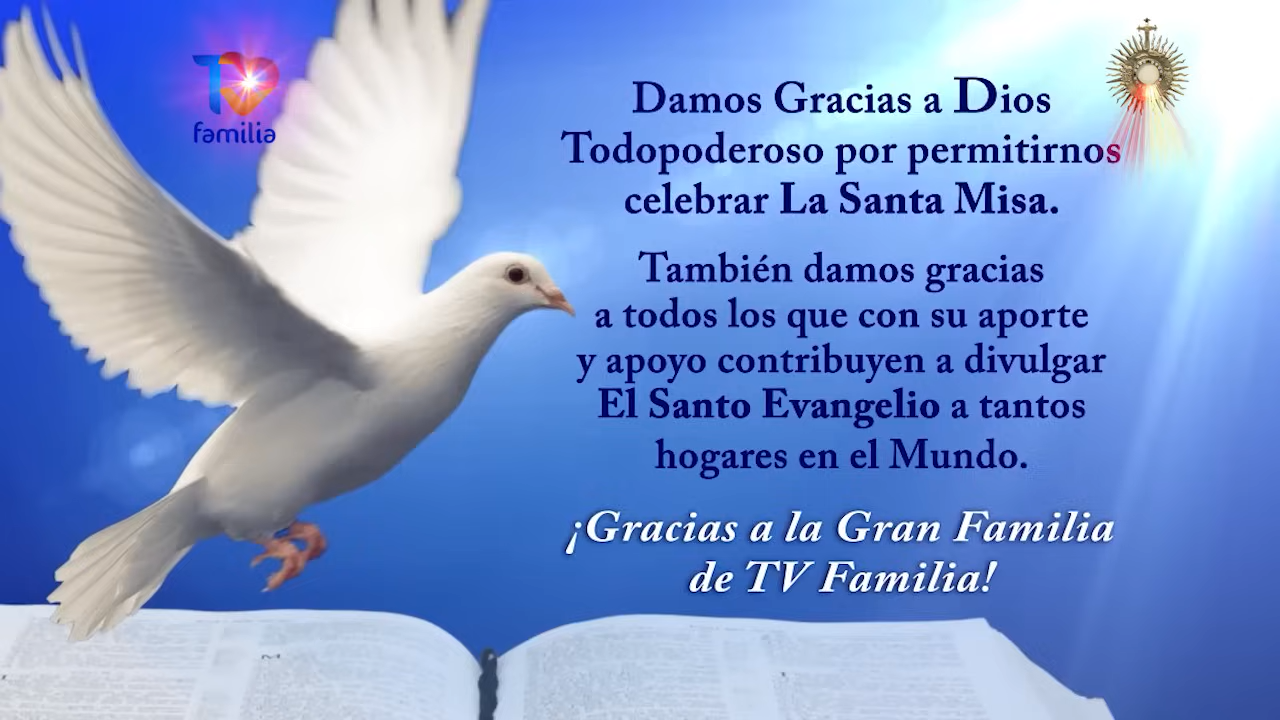 TV
familia
Damos Gracias a Dios
Todopoderoso por permitirnos
celebrar La Santa Misa.
También damos gracias
a todos los que con su aporte
y apoyo contribuyen a divulgar
El Santo Evangelio a tantos
hogares en el Mundo.
¡Gracias a la Gran Familia
de TV Familia!